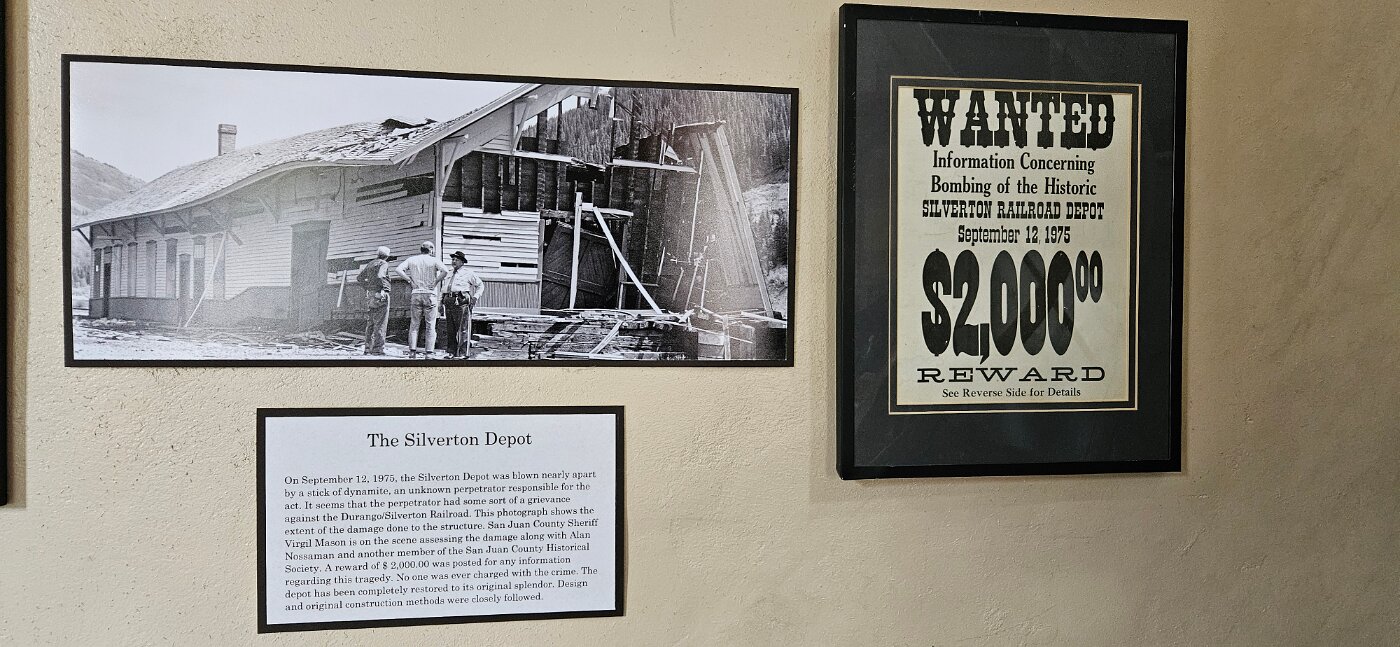 WANTED
Information Concerning
Bombing of the Historic
SILVERTON RAILROAD DEPOT
September 12, 1975
$2,00000
REWARD
See Reverse Side for Details
The Silverton Depot
On September 12, 1975, the Silverton Depot was blown nearly apart
by a stick of dynamite, an unknown perpetrator responsible for the
act. It seems that the perpetrator had some sort of a grievance
against the Durango/Silverton Railroad. This photograph shows the
extent of the damage done to the structure. San Juan County Sheriff
Virgil Mason is on the scene assessing the damage along with Alan
Nossaman and another member of the San Juan County Historical
Society. A reward of $ 2,000.00 was posted for any information
regarding this tragedy. No one was ever charged with the crime. The
depot has been completely restored to its original splendor. Design
and original construction methods were closely followed.